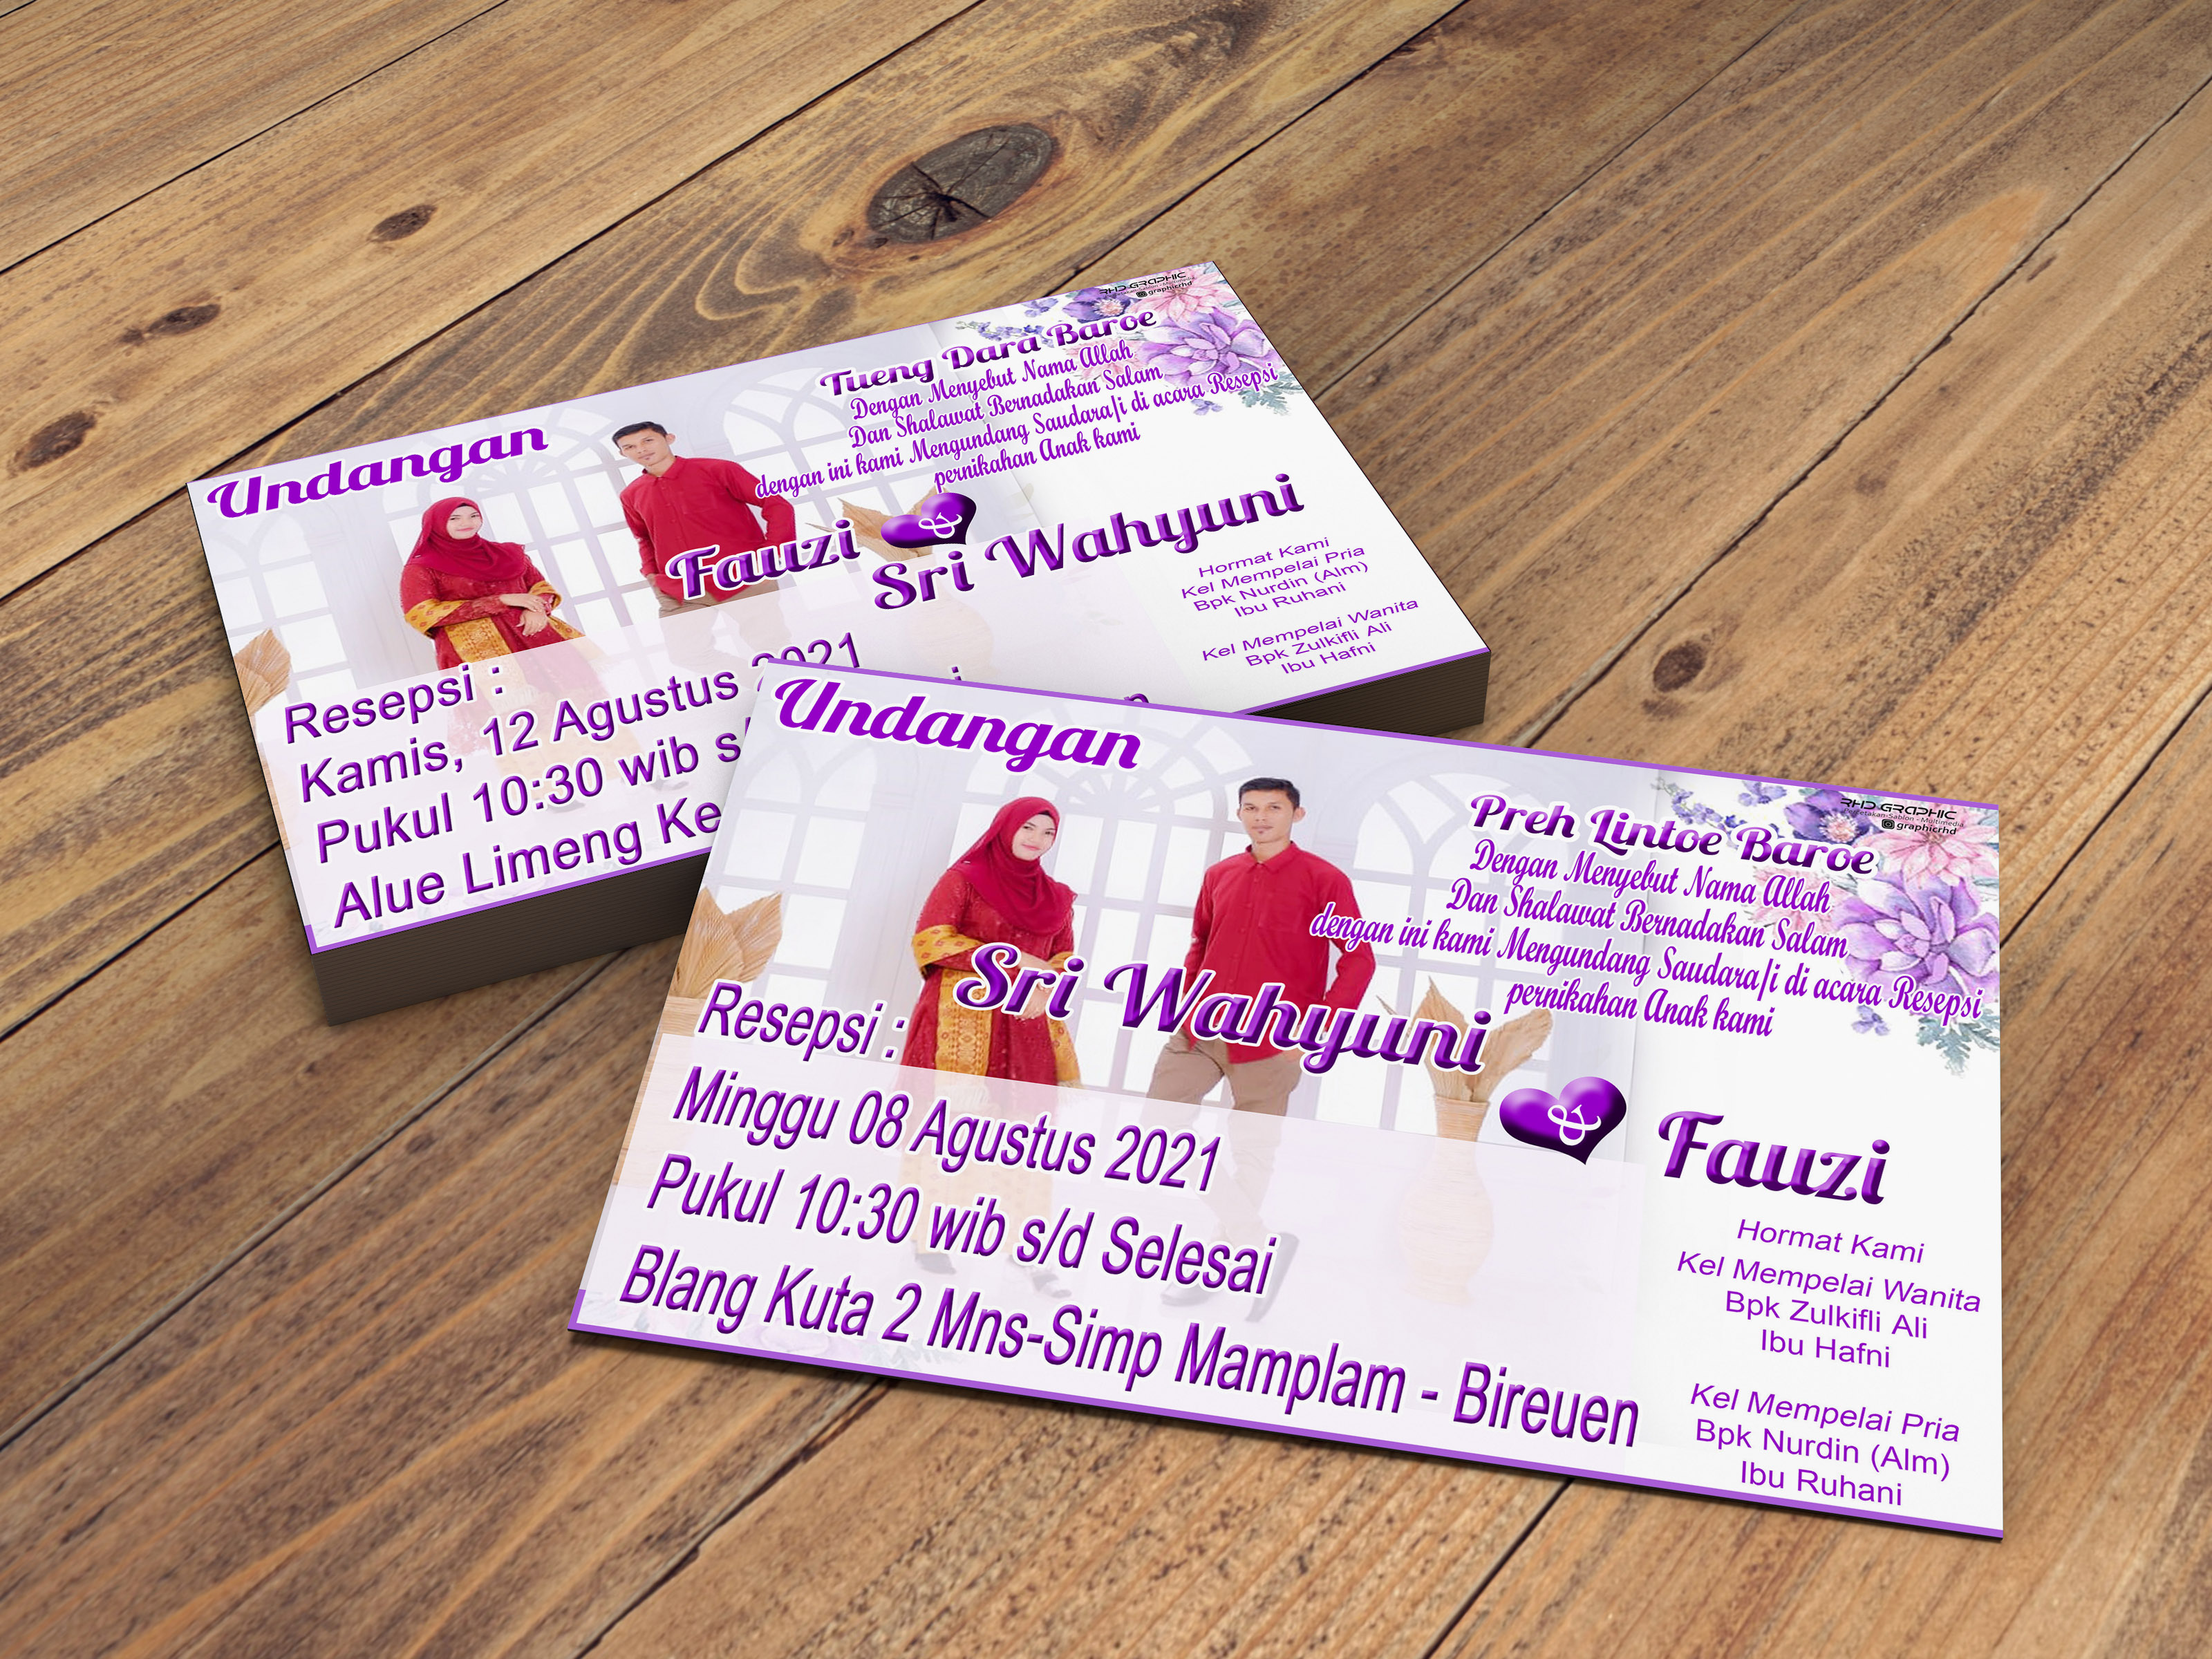 Undangan
RHD GRAPHIC
graphicrhd
Tueng Dara Baroe
Dengan Menyebut Nama Allah
Dan Shalawat Bernadakan Salam
dengan ini kami Mengundang Saudara/i di acara Resepsi
pernikahan Anak kami
Fauzi & Sri Wahyuni
Hormat Kami
Kel Mempelai Pria
Bpk Nurdin (Alm)
Ibu Ruhani
Kel Mempelai Wanita
Bpk Zulkifli Ali
Ibu Hafni
Resepsi :
Kamis, 12 Agustus 2021
Pukul 10:30 wib
Alue Limeng
Undangan
RHD GRAPHIC
Percetakan-Sablon - Multimedia
graphicrhd
Preh Lintoe Baroe
Dengan Menyebut Nama Allah
Dan Shalawat Bernadakan Salam
dengan ini kami Mengundang Saudara/i di acara Resepsi
pernikahan Anak kami
Sri Wahyuni
&
Fauzi
Resepsi :
Minggu 08 Agustus 2021
Pukul 10:30 wib s/d Selesai
Blang Kuta 2 Mns-Simp Mamplam - Bireuen
Hormat Kami
Kel Mempelai Wanita
Bpk Zulkifli Ali
Ibu Hafni
Kel Mempelai Pria
Bpk Nurdin (Alm)
Ibu Ruhani